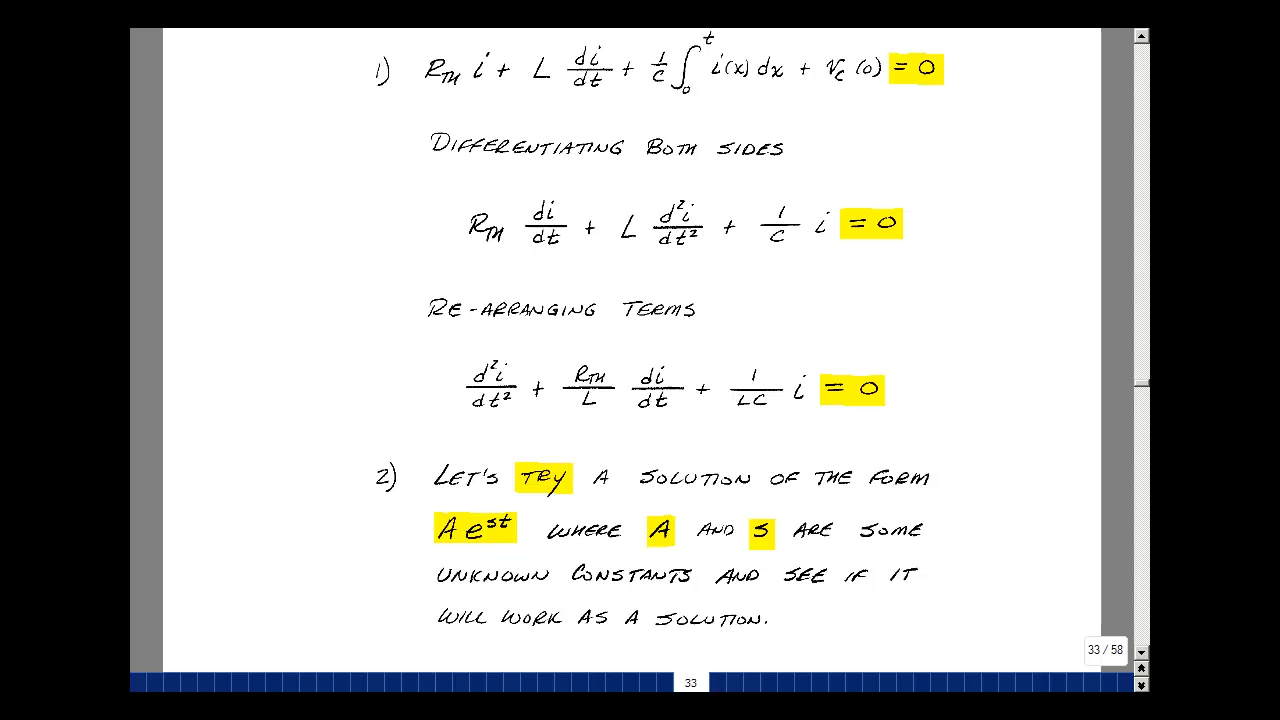 1) R_TH i + L di/dt + 1/C ∫₀ᵗ i(x) dx + V_C (0) = 0
DIFFERENTIATING BOTH SIDES
R_TH di/dt + L d²i/dt² + 1/C i = 0
RE-ARRANGING TERMS
d²i/dt² + R_TH/L di/dt + 1/LC i = 0
2) LET'S TRY A SOLUTION OF THE FORM
A e^st WHERE A AND S ARE SOME
UNKNOWN CONSTANTS AND SEE IF IT
WILL WORK AS A SOLUTION.
33 / 58
33